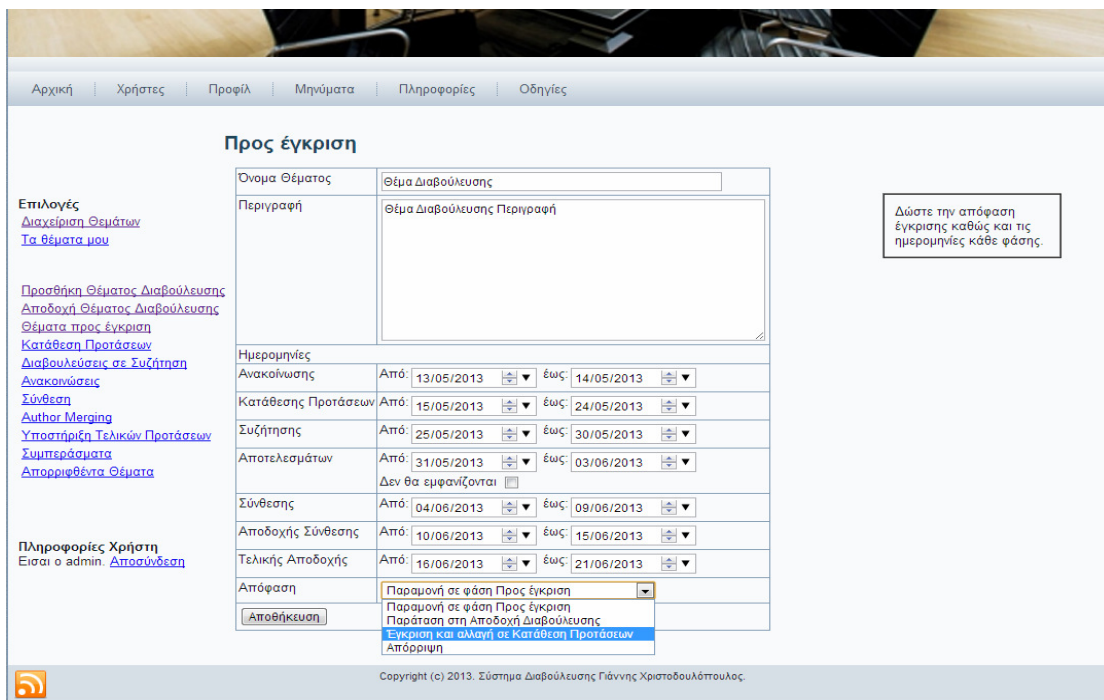 Αρχική Χρήστες Προφίλ Μηνύματα Πληροφορίες Οδηγίες
Προς έγκριση
Επιλογές
Διαχείριση Θεμάτων
Τα θέματα μου
Προσθήκη Θέματος Διαβούλευσης
Αποδοχή Θέματος Διαβούλευσης
Θέματα προς έγκριση
Κατάθεση Προτάσεων
Διαβουλεύσεις σε Συζήτηση
Ανακοινώσεις
Σύνθεση
Author Merging
Υποστήριξη Τελικών Προτάσεων
Συμπεράσματα
Απορριφθέντα Θέματα
Πληροφορίες Χρήστη
Εισαι ο admin. Αποσύνδεση
Όνομα Θέματος Θέμα Διαβούλευσης
Περιγραφή Θέμα Διαβούλευσης Περιγραφή
Ημερομηνίες
Ανακοίνωσης Από: 13/05/2013 έως: 14/05/2013
Κατάθεσης Προτάσεων Από: 15/05/2013 έως: 24/05/2013
Συζήτησης Από: 25/05/2013 έως: 30/05/2013
Αποτελεσμάτων Από: 31/05/2013 έως: 03/06/2013
Δεν θα εμφανίζονται
Σύνθεσης Από: 04/06/2013 έως: 09/06/2013
Αποδοχής Σύνθεσης Από: 10/06/2013 έως: 15/06/2013
Τελικής Αποδοχής Από: 16/06/2013 έως: 21/06/2013
Απόφαση Παραμονή σε φάση Προς έγκριση
Παραμονή σε φάση Προς έγκριση
Παράταση στη Αποδοχή Διαβούλευσης
Έγκριση και αλλαγή σε Κατάθεση Προτάσεων
Απόρριψη
Αποθήκευση
Δώστε την απόφαση
έγκρισης καθώς και τις
ημερομηνίες κάθε φάσης.
Copyright (c) 2013. Σύστημα Διαβούλευσης Γιάννης Χριστοδουλόπουλος.